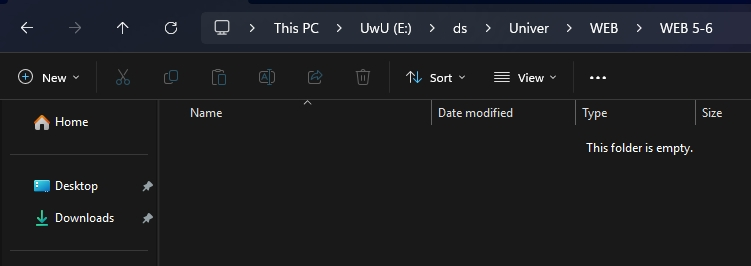 This PC > UwU (E:) > ds > Univer > WEB > WEB 5-6
New Sort View ...
Name Date modified Type Size
Home
This folder is empty.
Desktop
Downloads